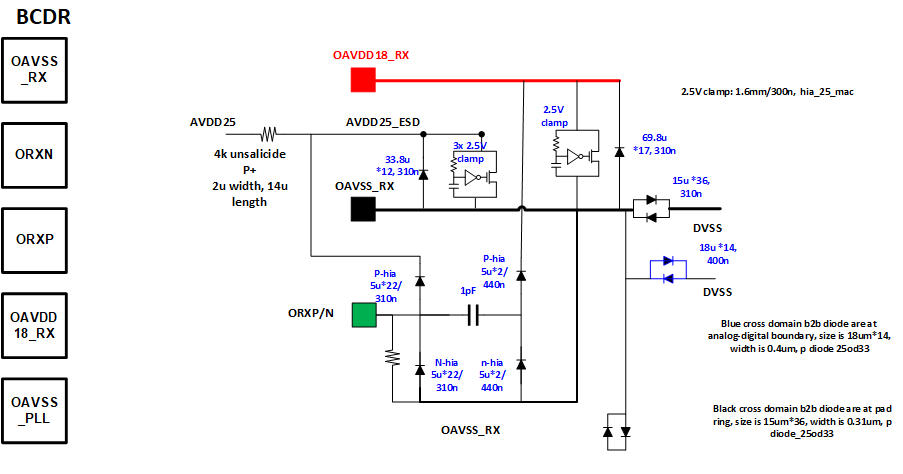 BCDR
OAVSS
_RX
ORXN
ORXP
OAVDD
18_RX
OAVSS
_PLL
OAVDD18_RX
2.5V clamp: 1.6mm/300n, hia_25_mac
AVDD25
AVDD25_ESD
2.5V
clamp
4k unsalicide
P+
2u width, 14u
length
3x 2.5V
clamp
33.8u
*12, 310n
69.8u
*17, 310n
OAVSS_RX
15u *36,
310n
DVSS
18u *14,
400n
DVSS
P-hia
5u*22/
310n
1pF
P-hia
5u*2/
440n
ORXP/N
N-hia
5u*22/
310n
n-hia
5u*2/
440n
OAVSS_RX
Blue cross domain b2b diode are at
analog-digital boundary, size is 18um*14,
width is 0.4um, p diode 25od33
Black cross domain b2b diode are at pad
ring, size is 15um*36, width is 0.31um, p
diode_25od33